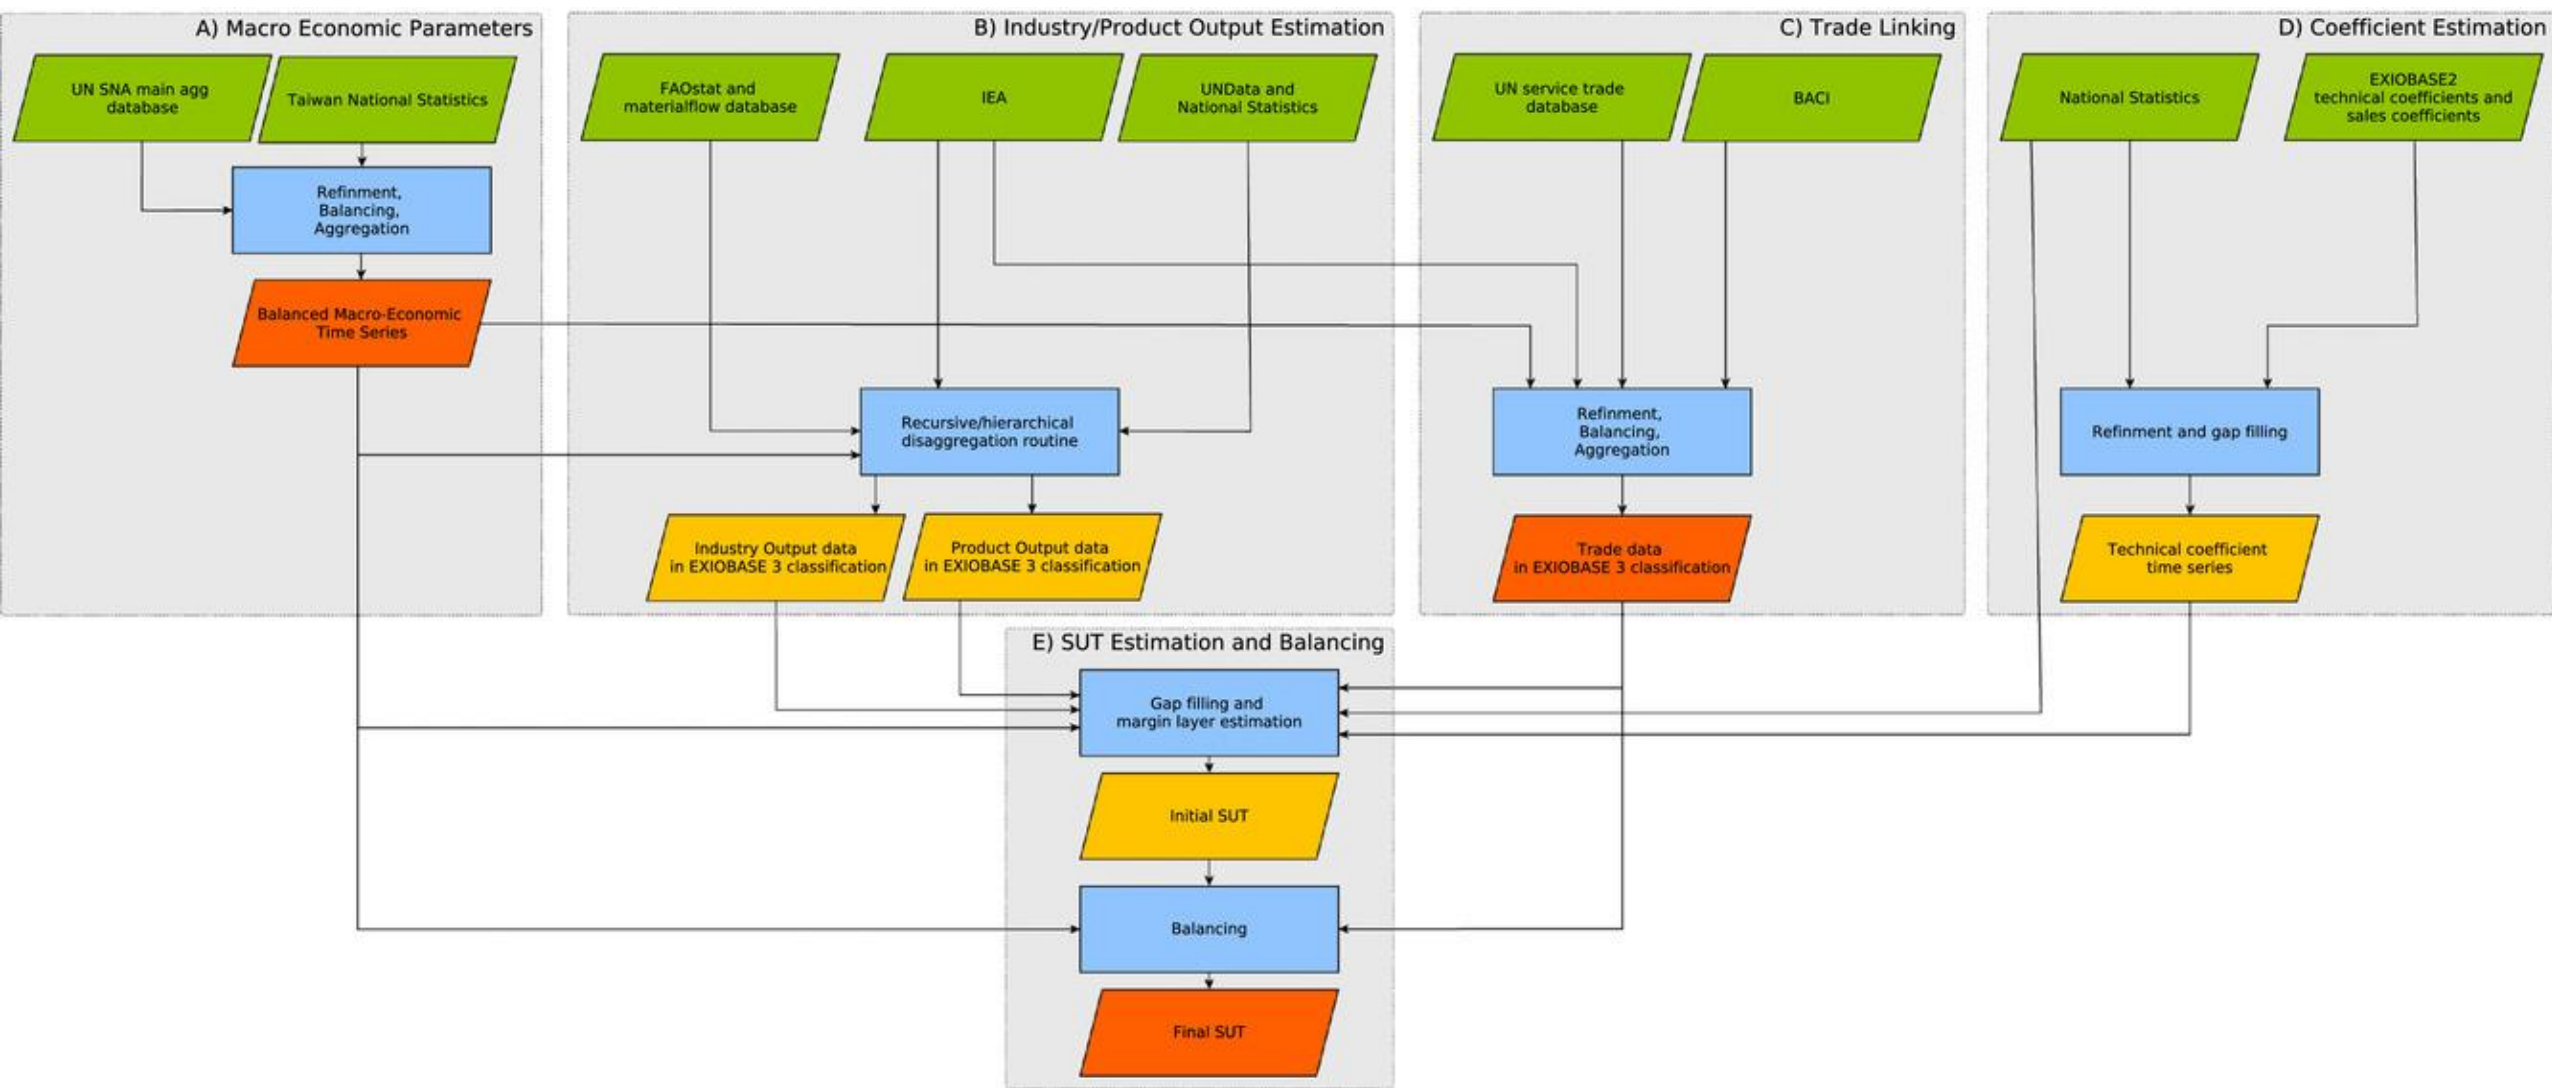 A) Macro Economic Parameters
UN SNA main agg
database
Taiwan National Statistics
Refinment,
Balancing,
Aggregation
Balanced Macro-Economic
Time Series
B) Industry/Product Output Estimation
FAOstat and
materialflow database
IEA
UNData and
National Statistics
Recursive/hierarchical
disaggregation routine
Industry Output data
in EXIOBASE 3 classification
Product Output data
in EXIOBASE 3 classification
C) Trade Linking
UN service trade
database
BACI
Refinment,
Balancing,
Aggregation
Trade data
in EXIOBASE 3 classification
D) Coefficient Estimation
National Statistics
EXIOBASE2
technical coefficients and
sales coefficients
Refinment and gap filling
Technical coefficient
time series
E) SUT Estimation and Balancing
Gap filling and
margin layer estimation
Initial SUT
Balancing
Final SUT